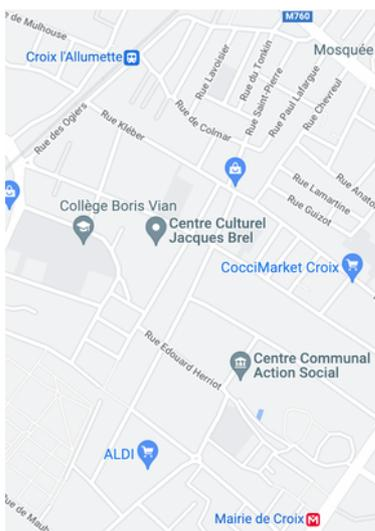 M760
de Mulhouse
Croix l'Allumette
Mosquée
Rue Lavoisier
Rue du Tonkin
Rue Saint-Pierre
Rue Paul Lafargue
Rue Chevreul
Rue de Colmar
Rue des Ogiers
Rue Kléber
Rue Lamartine
Rue Anato
Rue Guizot
Collège Boris Vian
Centre Culturel
Jacques Brel
CocciMarket Croix
Rue Edouard Herriot
Centre Communal
Action Social
ALDI
ue de Maub
Mairie de Croix
M